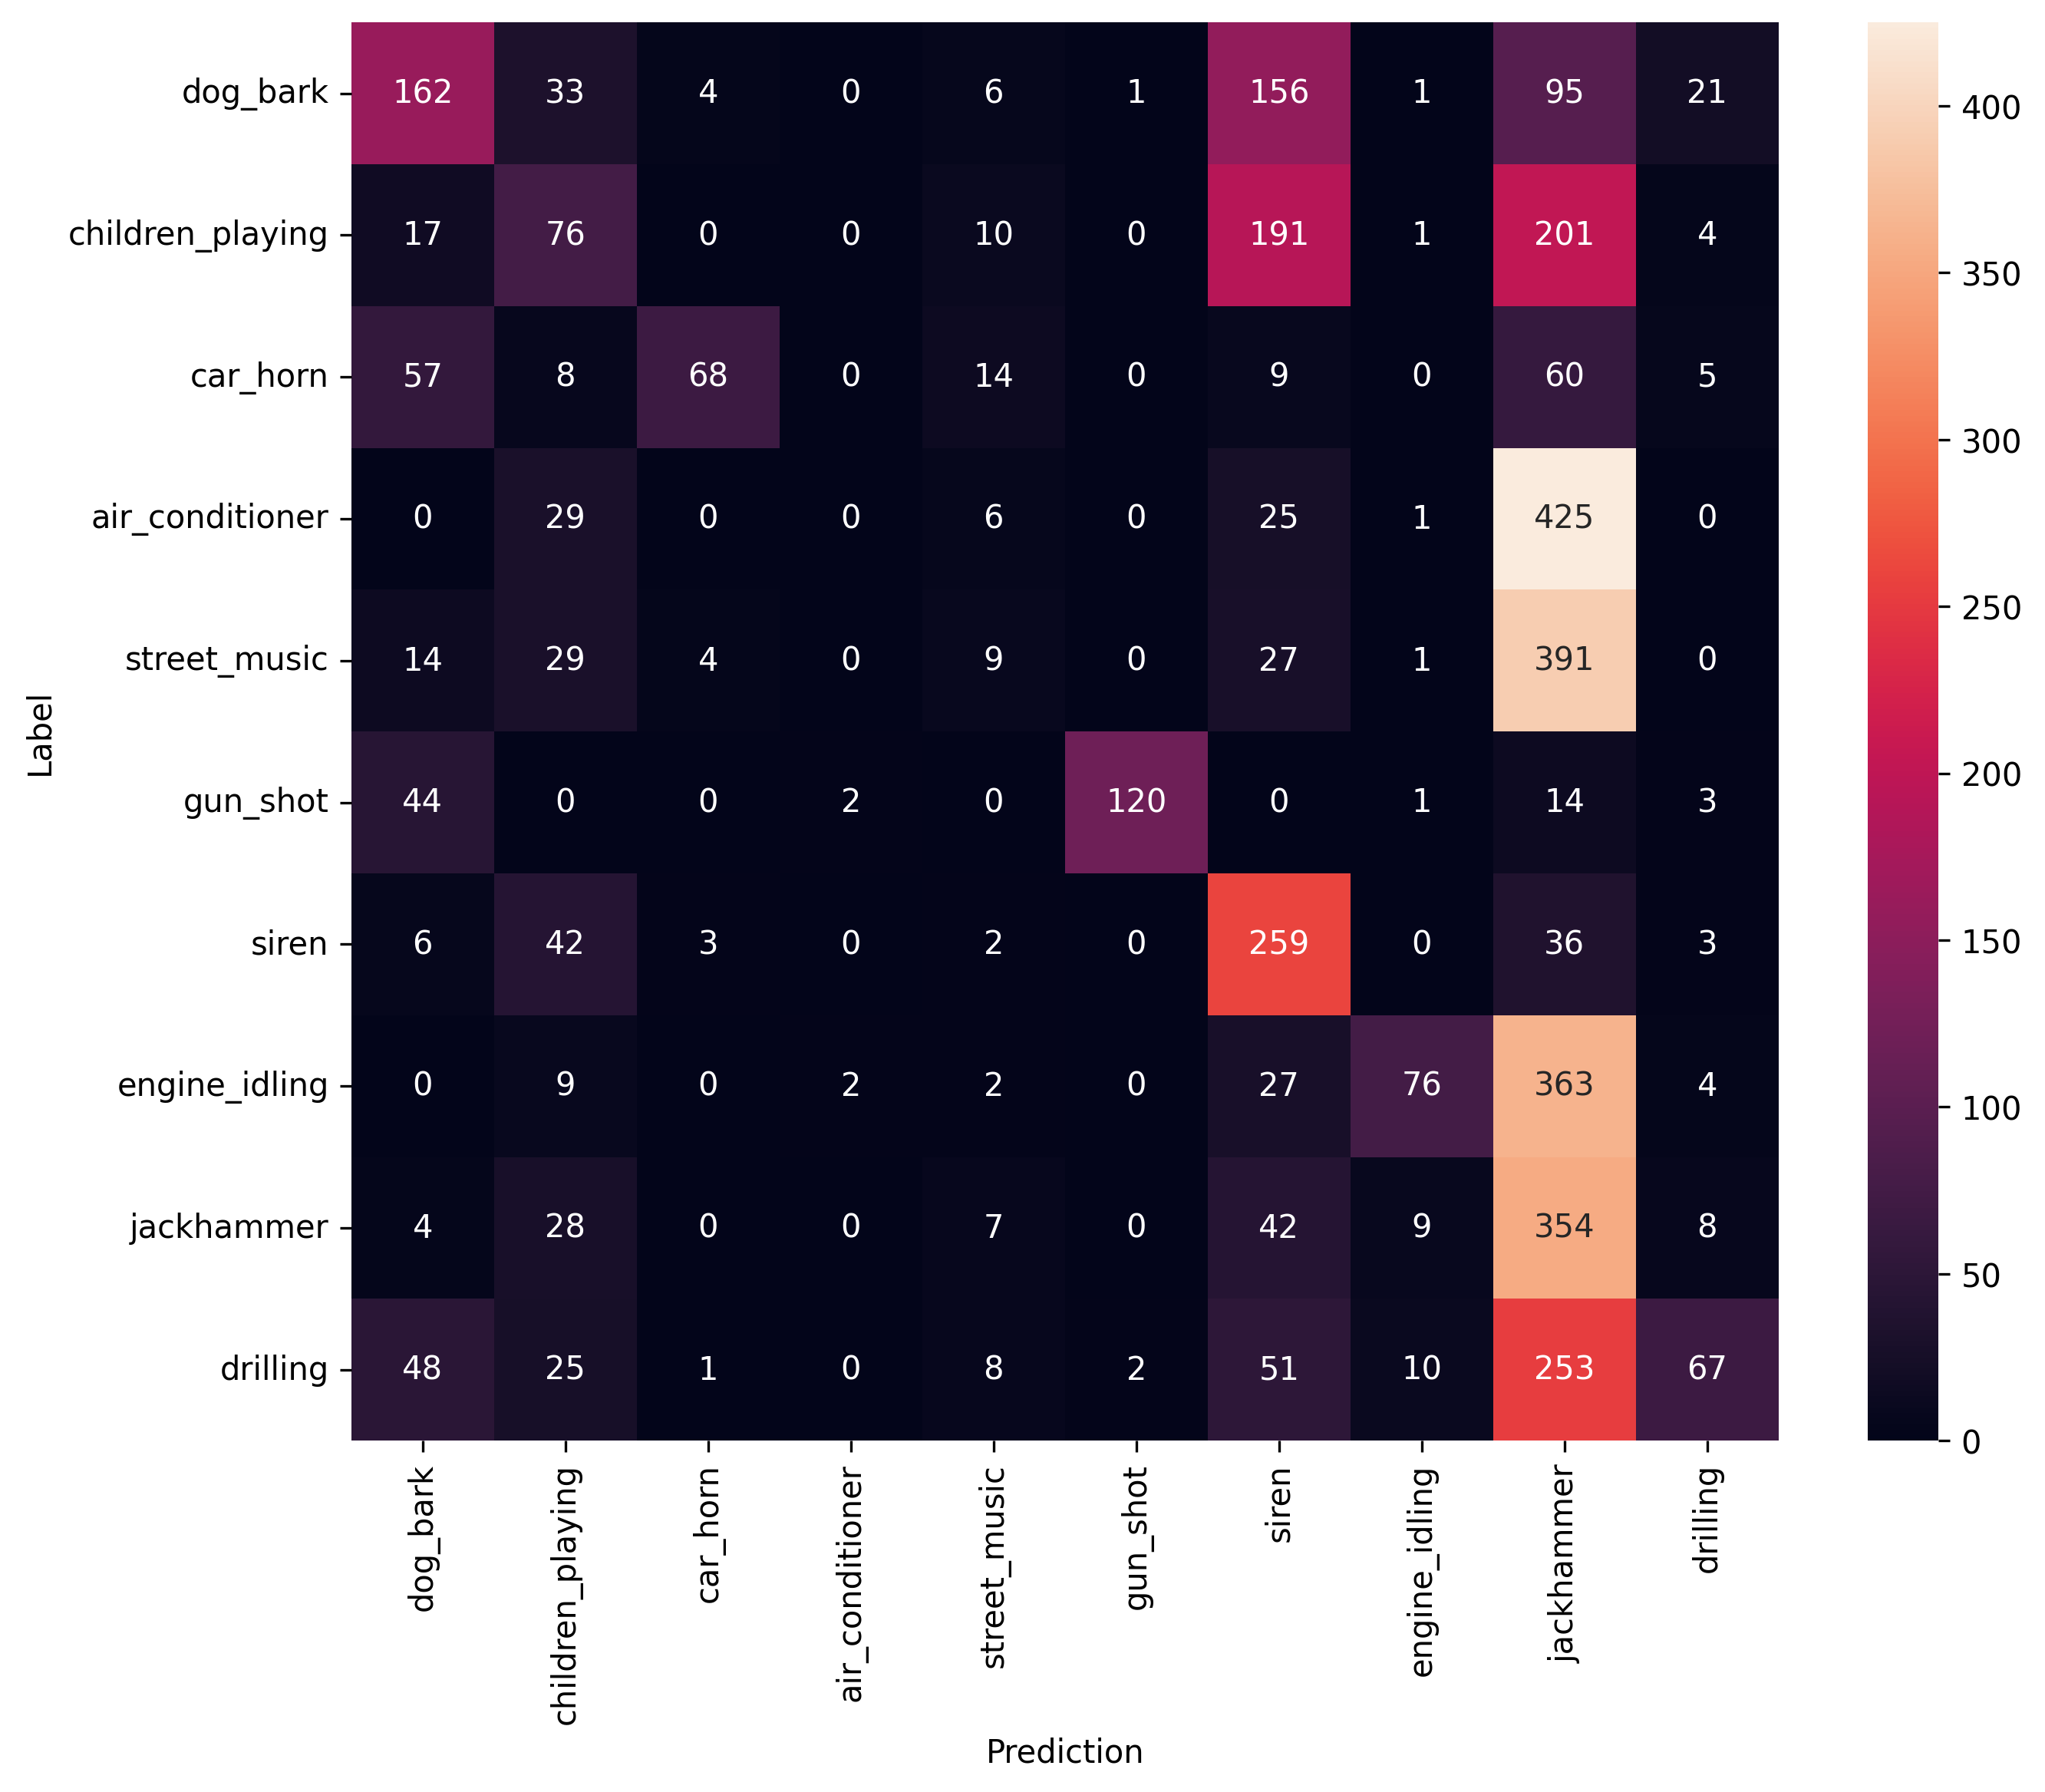 dog_bark 162 33 4 0 6 1 156 1 95 21
children_playing 17 76 0 0 10 0 191 1 201 4
car_horn 57 8 68 0 14 0 9 0 60 5
air_conditioner 0 29 0 0 6 0 25 1 425 0
street_music 14 29 4 0 9 0 27 1 391 0
gun_shot 44 0 0 2 0 120 0 1 14 3
siren 6 42 3 0 2 0 259 0 36 3
engine_idling 0 9 0 2 2 0 27 76 363 4
jackhammer 4 28 0 0 7 0 42 9 354 8
drilling 48 25 1 0 8 2 51 10 253 67
Label
dog_bark
children_playing
car_horn
air_conditioner
street_music
gun_shot
siren
engine_idling
jackhammer
drilling
Prediction
400
350
300
250
200
150
100
50
0